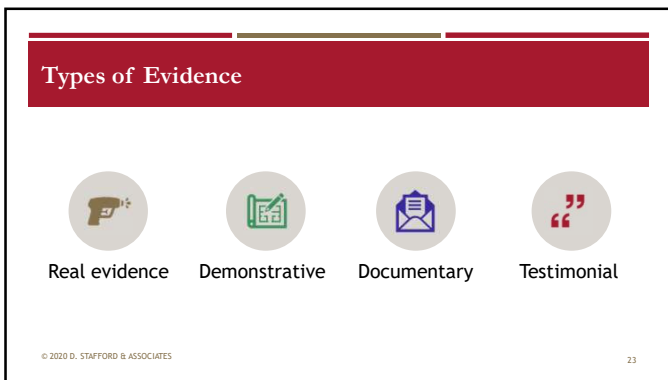 Types of Evidence
Real evidence
Demonstrative
Documentary
Testimonial
© 2020 D. STAFFORD & ASSOCIATES
23